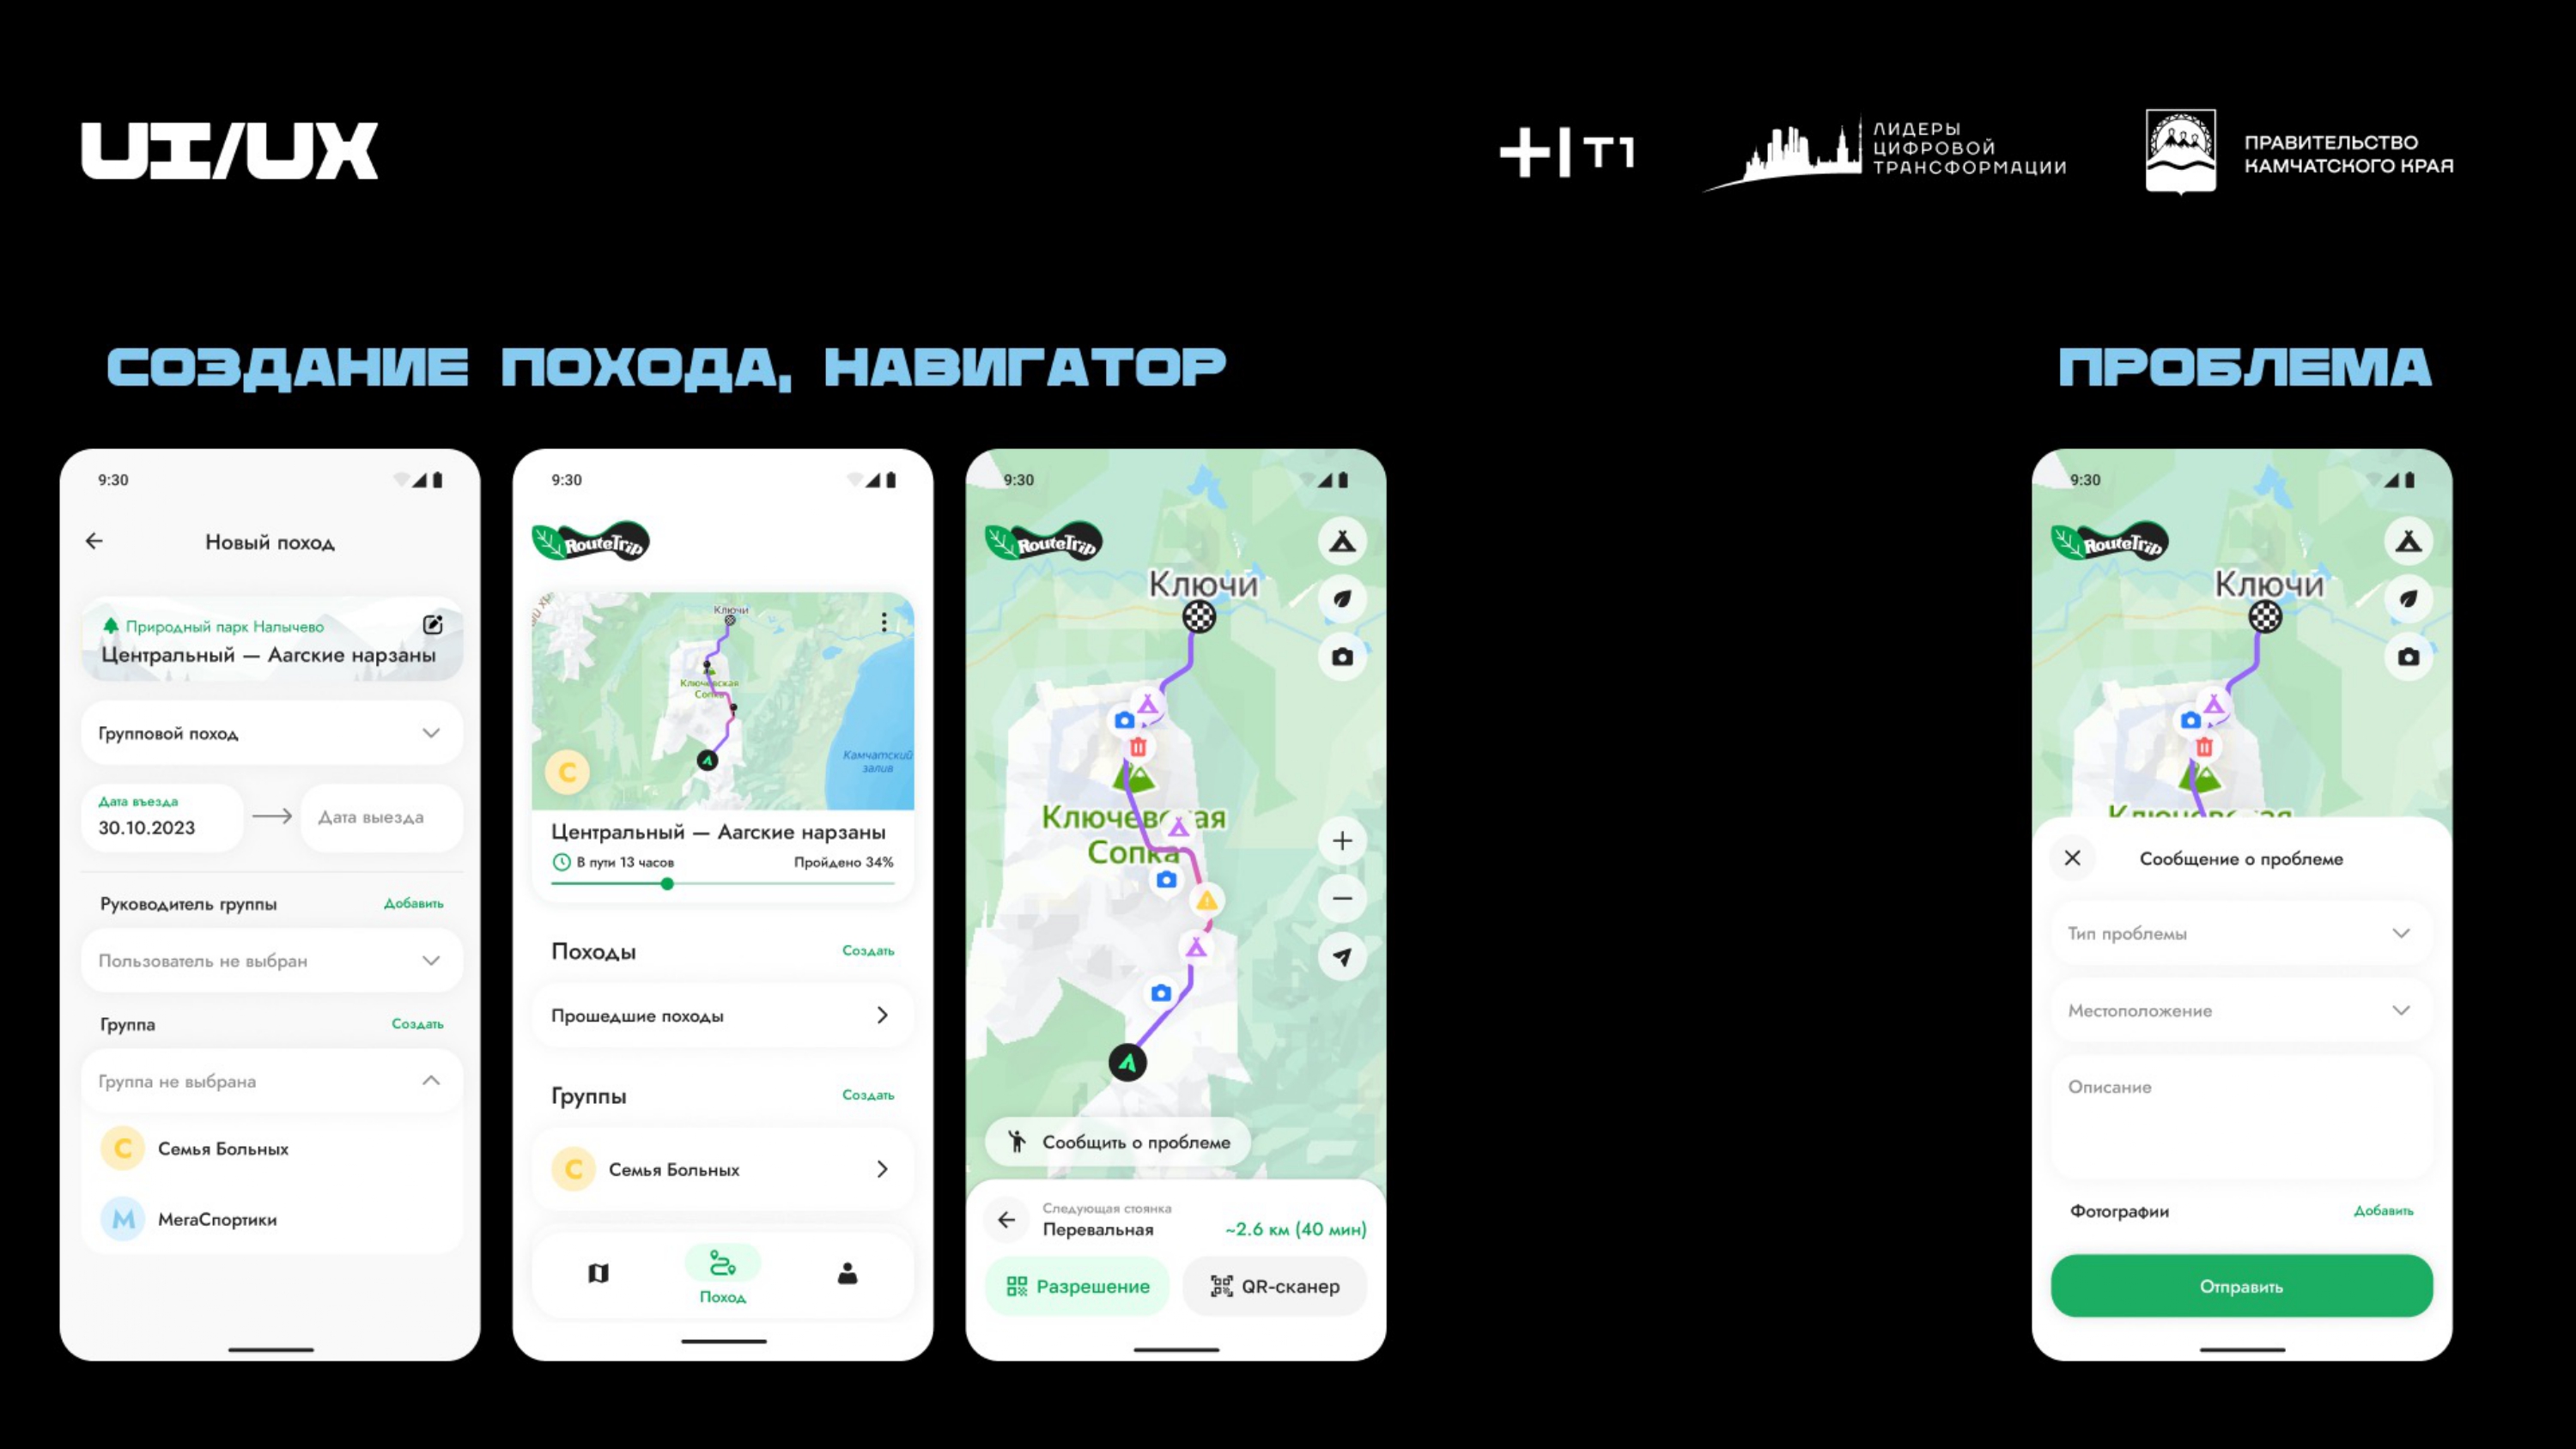 UI/UX
+| T1
ЛИДЕРЫ
ЦИФРОВОЙ
ТРАНСФОРМАЦИИ
ПРАВИТЕЛЬСТВО
КАМЧАТСКОГО КРАЯ
СОЗДАНИЕ ПОХОДА, НАВИГАТОР
ПРОБЛЕМА
9:30
Новый поход
Природный парк Налычево
Центральный — Аагские нарзаны
Групповой поход
Дата въезда
30.10.2023
Дата выезда
Руководитель группы
Добавить
Пользователь не выбран
Группа
Создать
Группа не выбрана
С
Семья Больных
М
МегаСпортики
9:30
RouteTrip
Ключи
Ключевская
Сопка
Камчатский
залив
С
Центральный — Аагские нарзаны
В пути 13 часов
Пройдено 34%
Походы
Создать
Прошедшие походы
Группы
Создать
С
Семья Больных
Поход
9:30
RouteTrip
Ключи
Ключевская
Сопка
Сообщить о проблеме
Следующая стоянка
Перевальная
~2.6 км (40 мин)
Разрешение
QR-сканер
9:30
RouteTrip
Ключи
Ключевская
Сообщение о проблеме
Тип проблемы
Местоположение
Описание
Фотографии
Добавить
Отправить